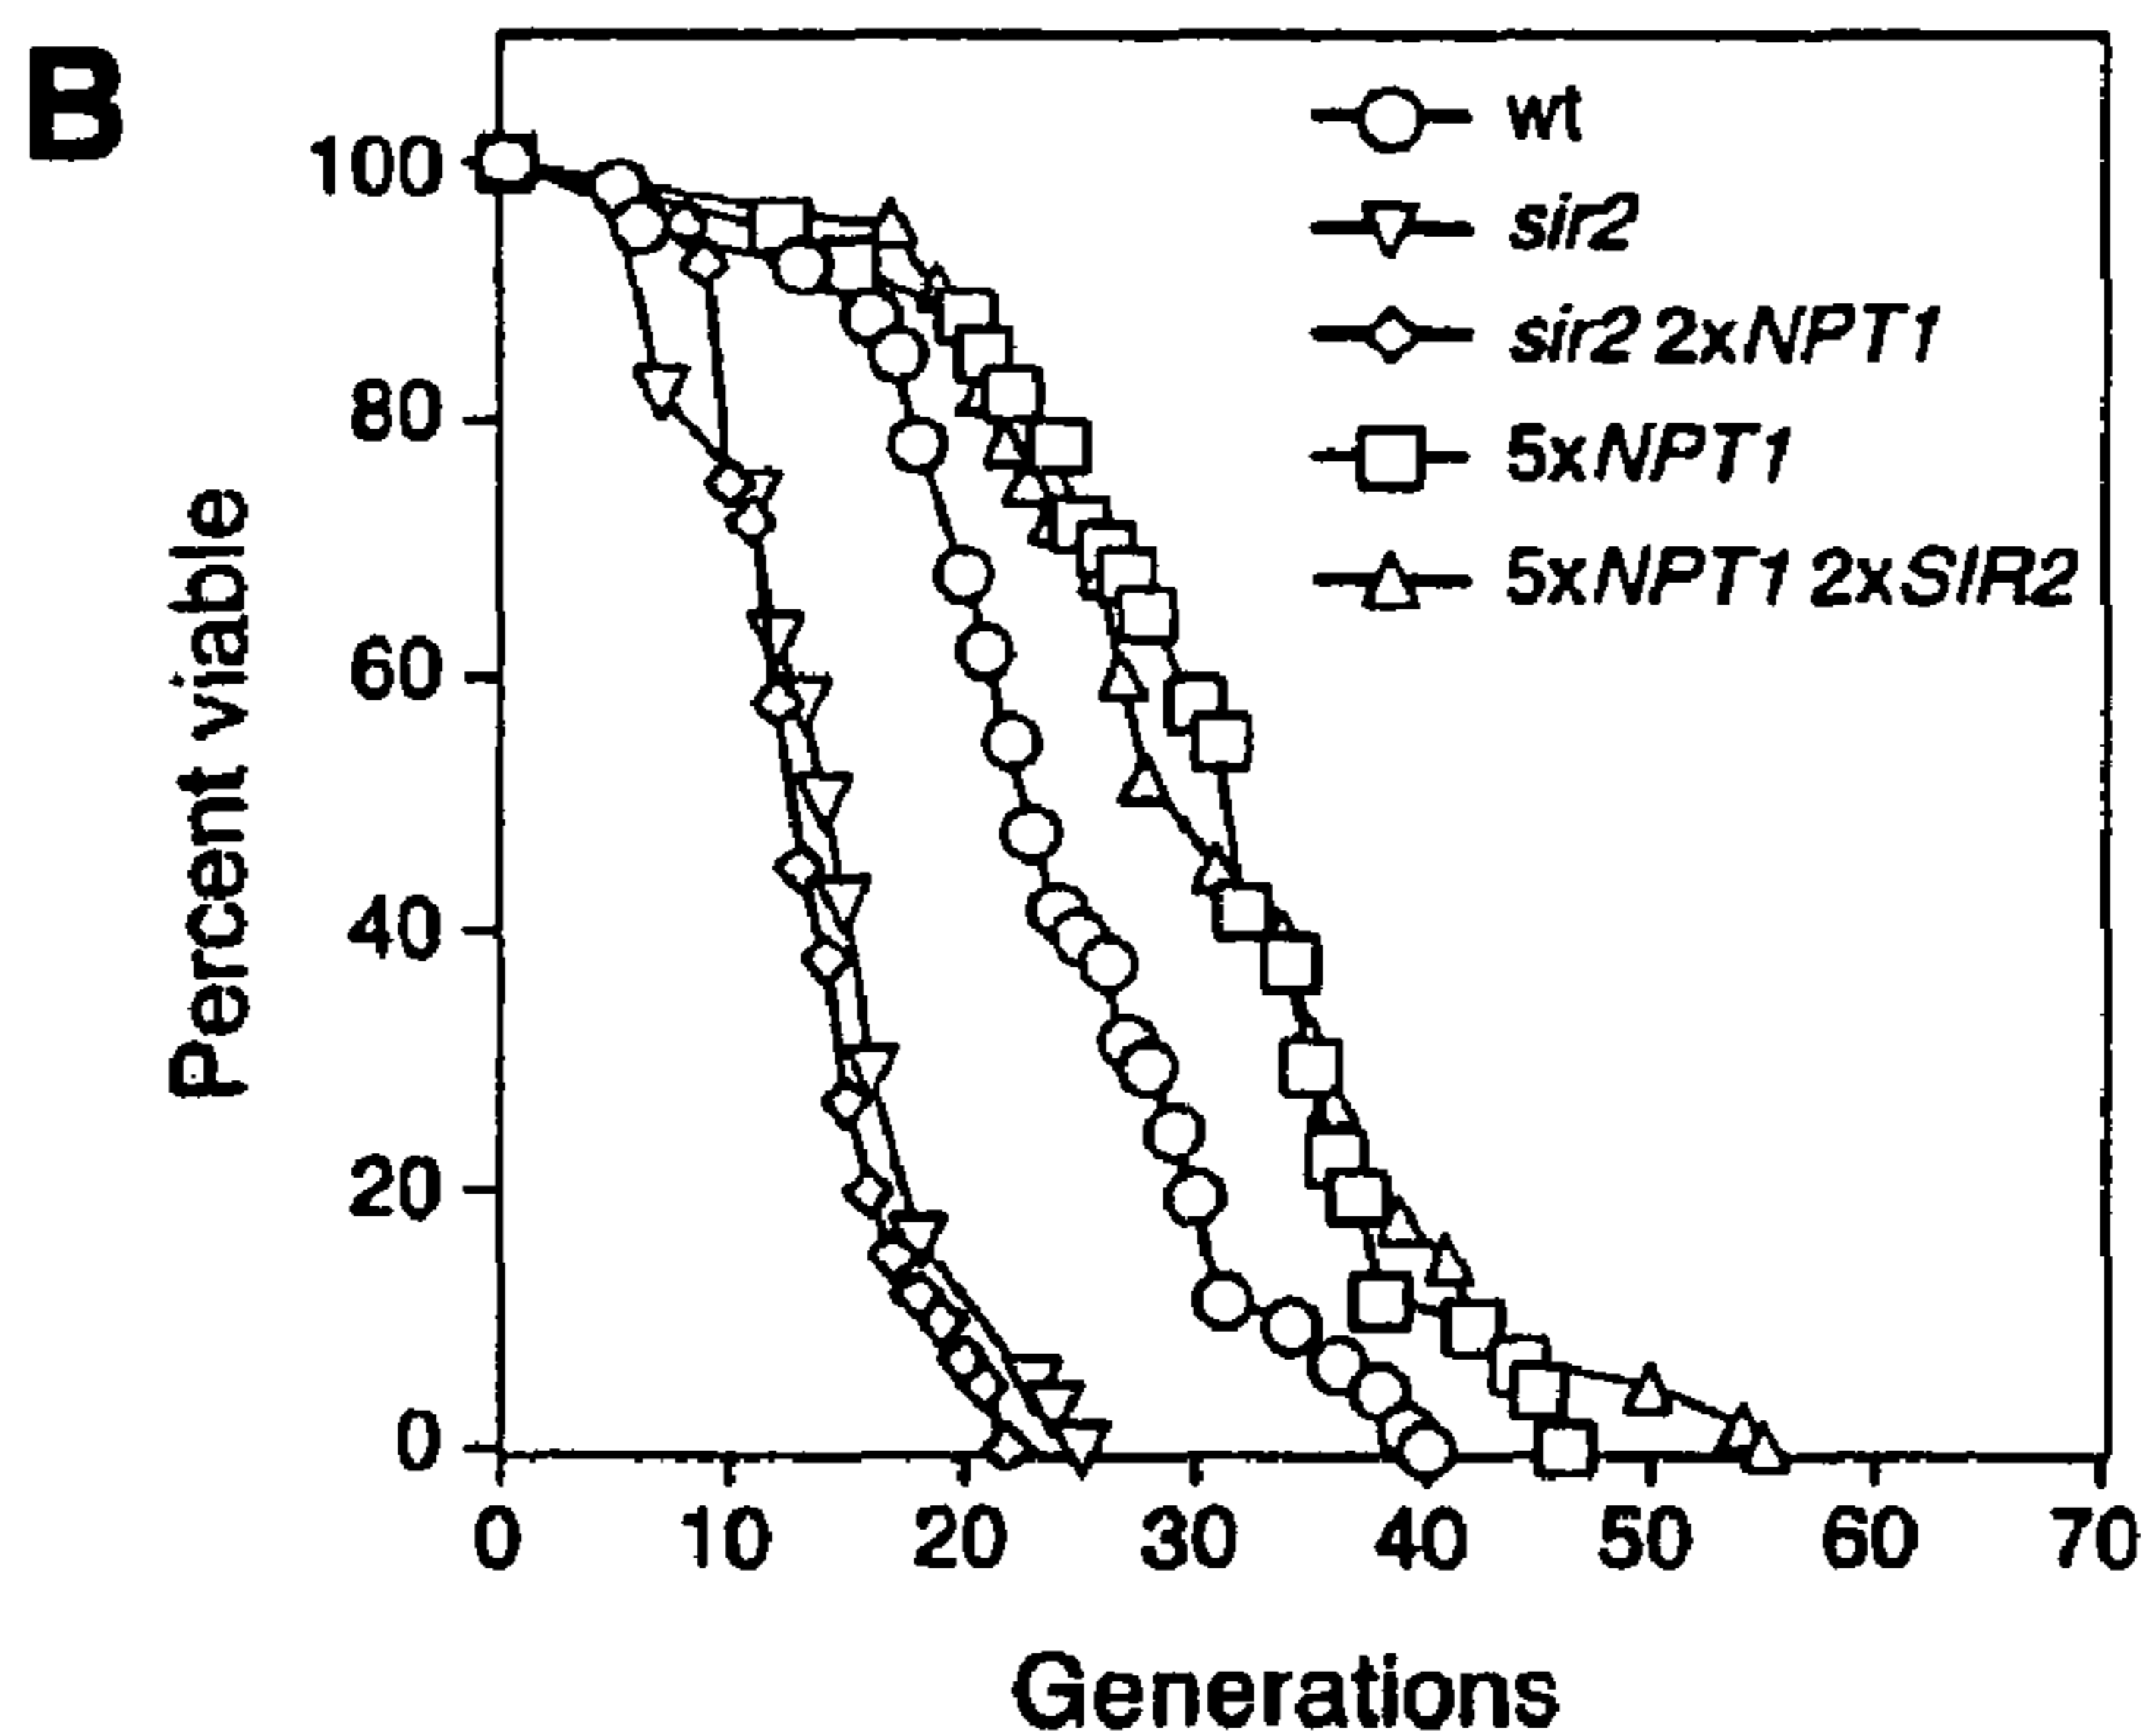 B
wt
sir2
sir2 2xNPT1
5xNPT1
5xNPT1 2xSIR2
Percent viable
100
80
60
40
20
0
0 10 20 30 40 50 60 70
Generations